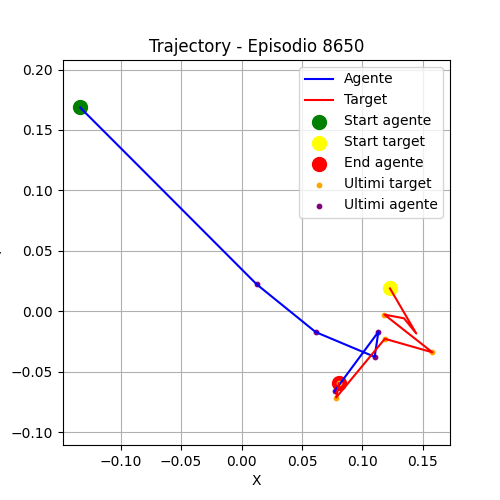 Trajectory - Episodio 8650
Agente
Target
Start agente
Start target
End agente
Ultimi target
Ultimi agente
0.20
0.15
0.10
0.05
0.00
−0.05
−0.10
−0.10
−0.05
0.00
0.05
0.10
0.15
X